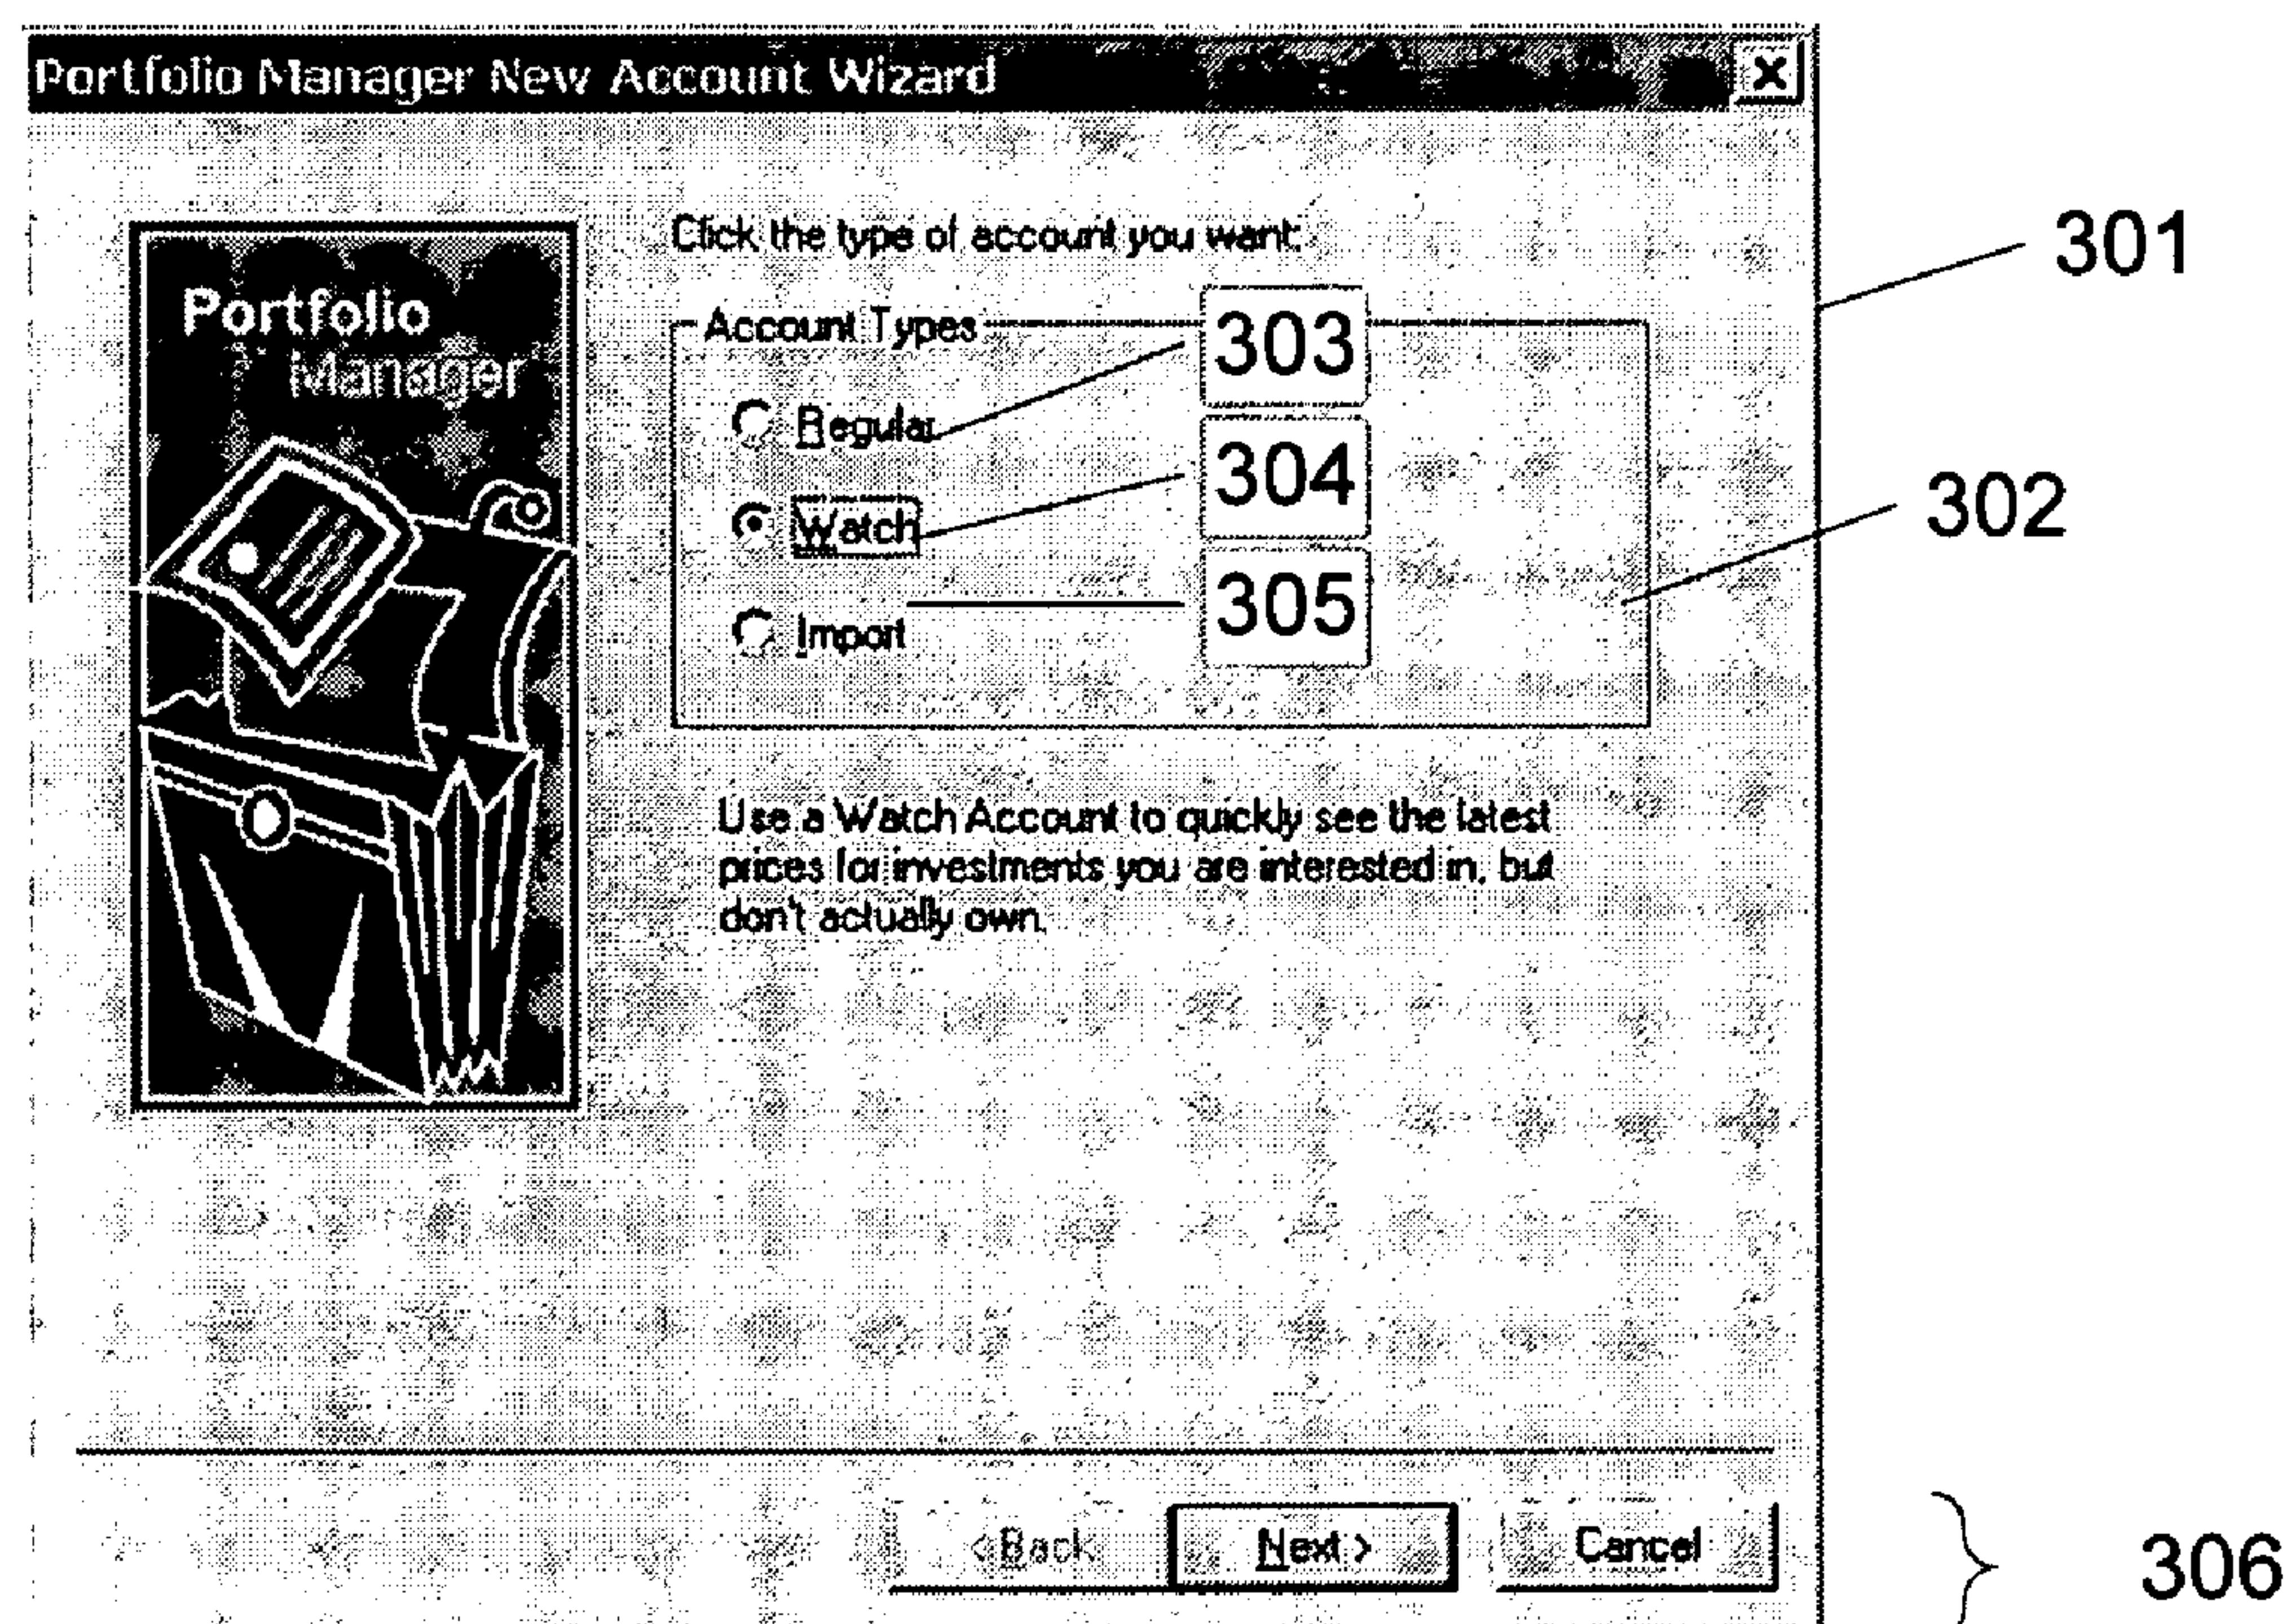 Portfolio Manager New Account Wizard
X
Portfolio
Manager
Click the type of account you want:
301
Account Types
303
Regular
304
Watch
302
305
Import
Use a Watch Account to quickly see the latest
prices for investments you are interested in, but
don't actually own.
<Back
Next >
Cancel
306